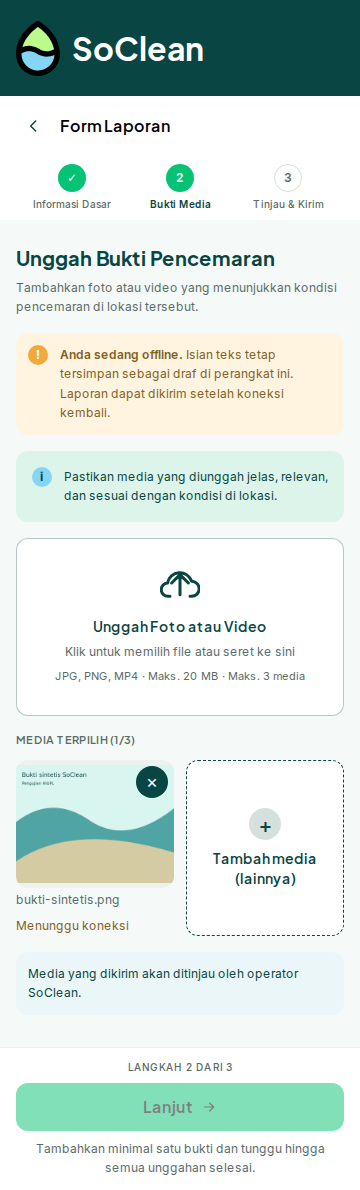 SoClean
Form Laporan
✓ 2 3
Informasi Dasar Bukti Media Tinjau & Kirim
Unggah Bukti Pencemaran
Tambahkan foto atau video yang menunjukkan kondisi
pencemaran di lokasi tersebut.
! Anda sedang offline. Isian teks tetap
tersimpan sebagai draf di perangkat ini.
Laporan dapat dikirim setelah koneksi
kembali.
i Pastikan media yang diunggah jelas, relevan,
dan sesuai dengan kondisi di lokasi.
Unggah Foto atau Video
Klik untuk memilih file atau seret ke sini
JPG, PNG, MP4 · Maks. 20 MB · Maks. 3 media
MEDIA TERPILIH (1/3)
Bukti sintetis SoClean
bukti-sintetis.png
Menunggu koneksi
+
Tambah media
(lainnya)
Media yang dikirim akan ditinjau oleh operator
SoClean.
LANGKAH 2 DARI 3
Lanjut →
Tambahkan minimal satu bukti dan tunggu hingga
semua unggahan selesai.